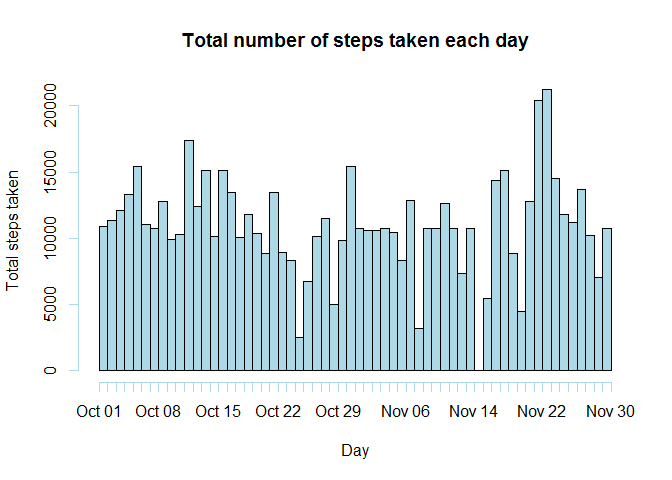 Total number of steps taken each day
Total steps taken
20000
15000
10000
5000
0
Oct 01 Oct 08 Oct 15 Oct 22 Oct 29 Nov 06 Nov 14 Nov 22 Nov 30
Day